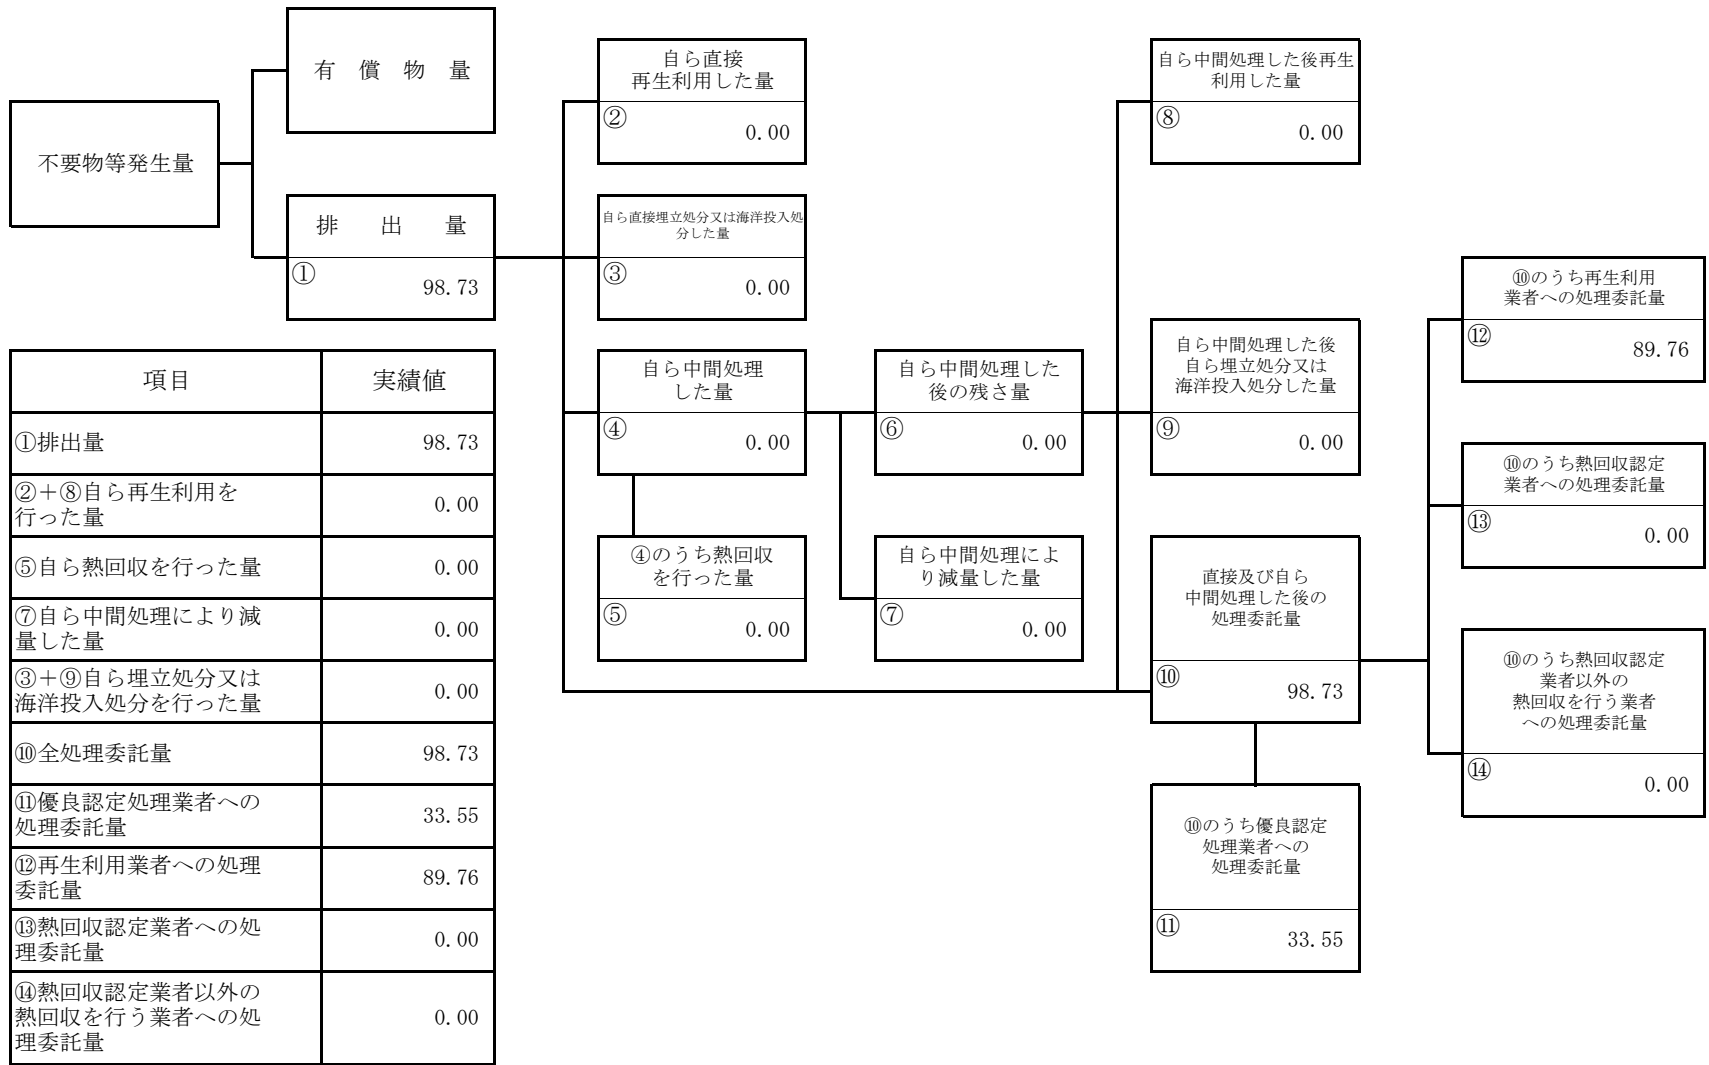 不要物等発生量
有償物量
排出量
①
98.73
自ら直接
再生利用した量
②
0.00
自ら直接埋立処分又は海洋投入処
分した量
③
0.00
自ら中間処理
した量
④
0.00
④のうち熱回収
を行った量
⑤
0.00
自ら中間処理した
後の残さ量
⑥
0.00
自ら中間処理によ
り減量した量
⑦
0.00
自ら中間処理した後再生
利用した量
⑧
0.00
自ら中間処理した後
自ら埋立処分又は
海洋投入処分した量
⑨
0.00
直接及び自ら
中間処理した後の
処理委託量
⑩
98.73
⑩のうち優良認定
処理業者への
処理委託量
⑪
33.55
⑩のうち再生利用
業者への処理委託量
⑫
89.76
⑩のうち熱回収認定
業者への処理委託量
⑬
0.00
⑩のうち熱回収認定
業者以外の
熱回収を行う業者
への処理委託量
⑭
0.00
項目 実績値
①排出量 98.73
②＋⑧自ら再生利用を
行った量 0.00
⑤自ら熱回収を行った量 0.00
⑦自ら中間処理により減
量した量 0.00
③＋⑨自ら埋立処分又は
海洋投入処分を行った量 0.00
⑩全処理委託量 98.73
⑪優良認定処理業者への
処理委託量 33.55
⑫再生利用業者への処理
委託量 89.76
⑬熱回収認定業者への処
理委託量 0.00
⑭熱回収認定業者以外の
熱回収を行う業者への処
理委託量 0.00